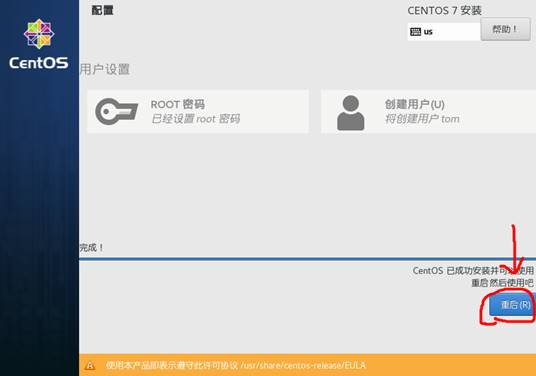 配置
CENTOS 7 安装
us
帮助！
CentOS
用户设置
ROOT 密码
已经设置 root 密码
创建用户(U)
将创建用户 tom
完成！
CentOS 已成功安装并可以使用
重启然后使用吧
重启(R)
使用本产品即表示遵守此许可协议 /usr/share/centos-release/EULA